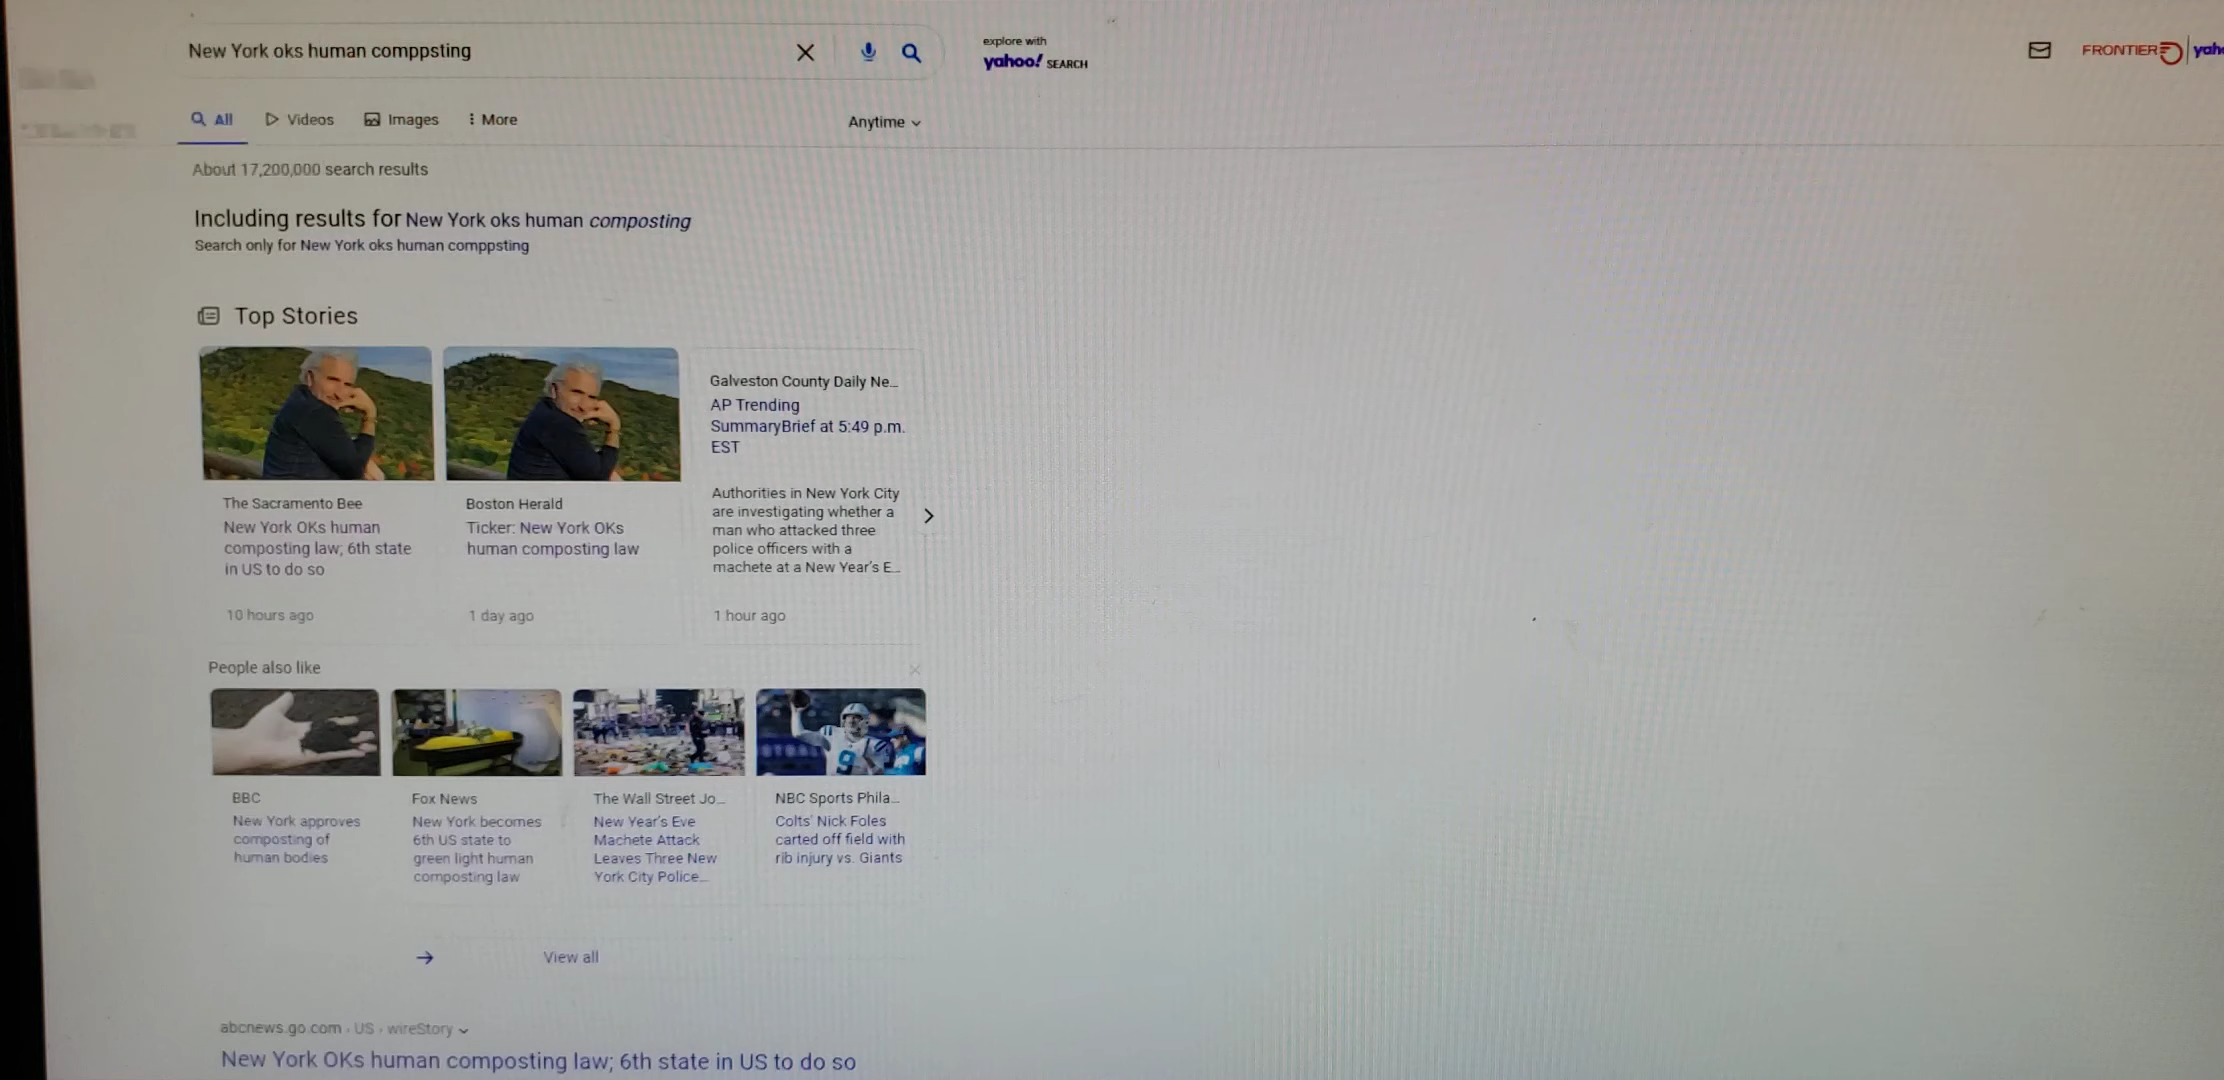 New York oks human comppsting
explore with
yahoo! SEARCH
FRONTIER
All
Videos
Images
More
Anytime
About 17,200,000 search results
Including results for New York oks human composting
Search only for New York oks human comppsting
Top Stories
The Sacramento Bee
New York OKs human
composting law; 6th state
in US to do so
10 hours ago
Boston Herald
Ticker: New York OKs
human composting law
1 day ago
Galveston County Daily Ne...
AP Trending
SummaryBrief at 5:49 p.m.
EST
Authorities in New York City
are investigating whether a
man who attacked three
police officers with a
machete at a New Year's E...
1 hour ago
People also like
BBC
New York approves
composting of
human bodies
Fox News
New York becomes
6th US state to
green light human
composting law
The Wall Street Jo...
New Year's Eve
Machete Attack
Leaves Three New
York City Police...
9
NBC Sports Phila...
Colts' Nick Foles
carted off field with
rib injury vs. Giants
View all
abcnews.go.com › US › wireStory
New York OKs human composting law; 6th state in US to do so